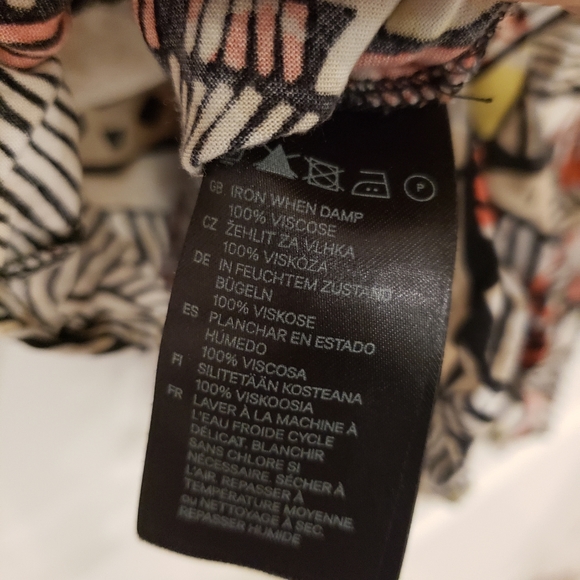 P
GB IRON WHEN DAMP
100% VISCOSE
CZ ŽEHLIT ZA VLHKA
100% VISKÓZA
DE IN FEUCHTEM ZUSTAND
BÜGELN
100% VISKOSE
ES PLANCHAR EN ESTADO
HÚMEDO
100% VISCOSA
FI SILITETÄÄN KOSTEANA
100% VISKOOSIA
FR LAVER À LA MACHINE À
L'EAU FROIDE CYCLE
DÉLICAT. BLANCHIR
SANS CHLORE SI
NÉCESSAIRE. SÉCHER À
L'AIR. REPASSER À
TEMPÉRATURE MOYENNE.
OU NETTOYAGE À SEC.
REPASSER HUMIDE